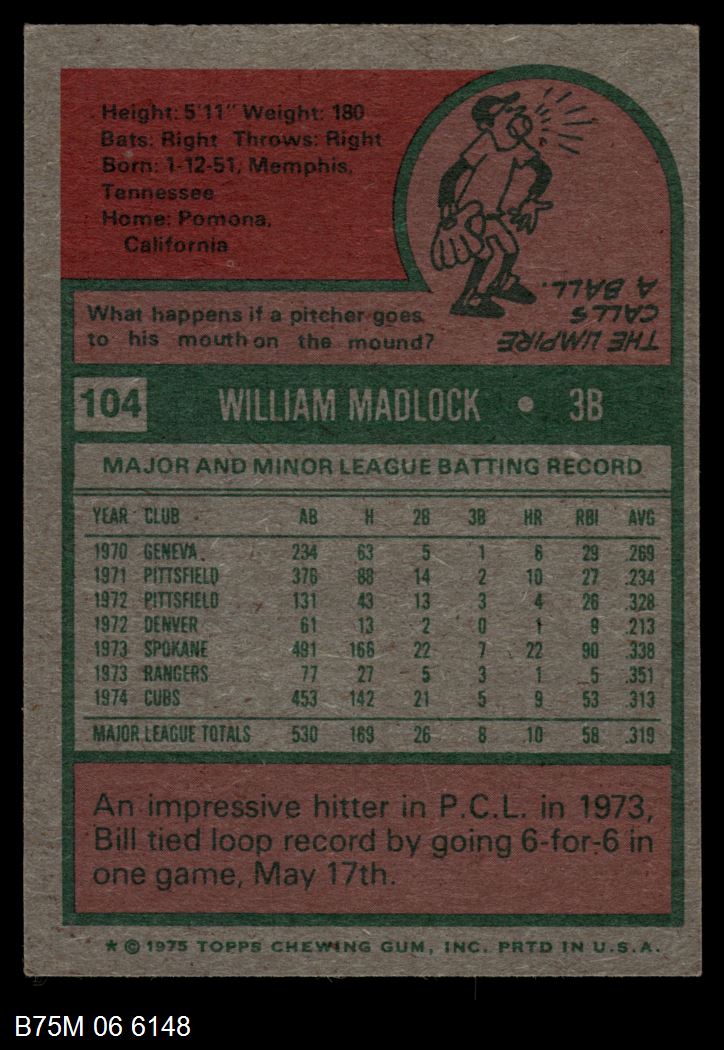 Height: 5'11" Weight: 180
Bats: Right Throws: Right
Born: 1-12-51, Memphis,
Tennessee
Home: Pomona,
California
What happens if a pitcher goes
to his mouth on the mound?
THE UMPIRE
CALLS
A BALL.
104 WILLIAM MADLOCK • 3B
MAJOR AND MINOR LEAGUE BATTING RECORD
YEAR CLUB AB H 2B 3B HR RBI AVG
1970 GENEVA 234 63 5 1 6 29 .269
1971 PITTSFIELD 376 88 14 2 10 27 .234
1972 PITTSFIELD 131 43 13 3 4 26 .328
1972 DENVER 61 13 2 0 1 9 .213
1973 SPOKANE 491 166 22 7 22 90 .338
1973 RANGERS 77 27 5 3 1 5 .351
1974 CUBS 453 142 21 5 9 53 .313
MAJOR LEAGUE TOTALS 530 169 26 8 10 58 .319
An impressive hitter in P.C.L. in 1973,
Bill tied loop record by going 6-for-6 in
one game, May 17th.
* © 1975 TOPPS CHEWING GUM, INC. PRTD IN U.S.A.
B75M 06 6148